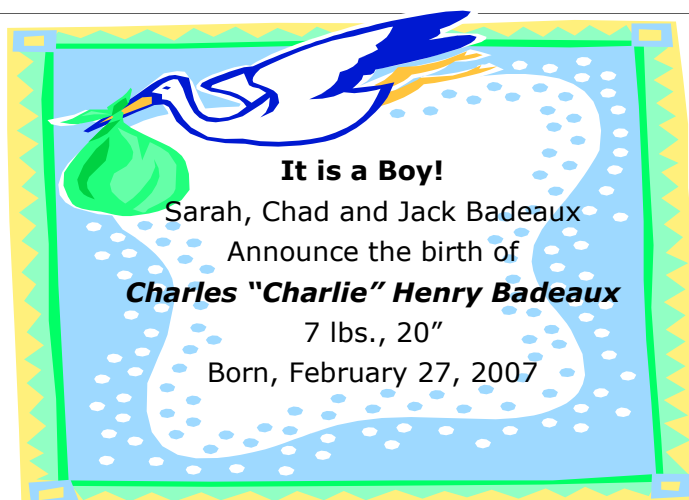 It is a Boy!
Sarah, Chad and Jack Badeaux
Announce the birth of
Charles “Charlie” Henry Badeaux
7 lbs., 20”
Born, February 27, 2007